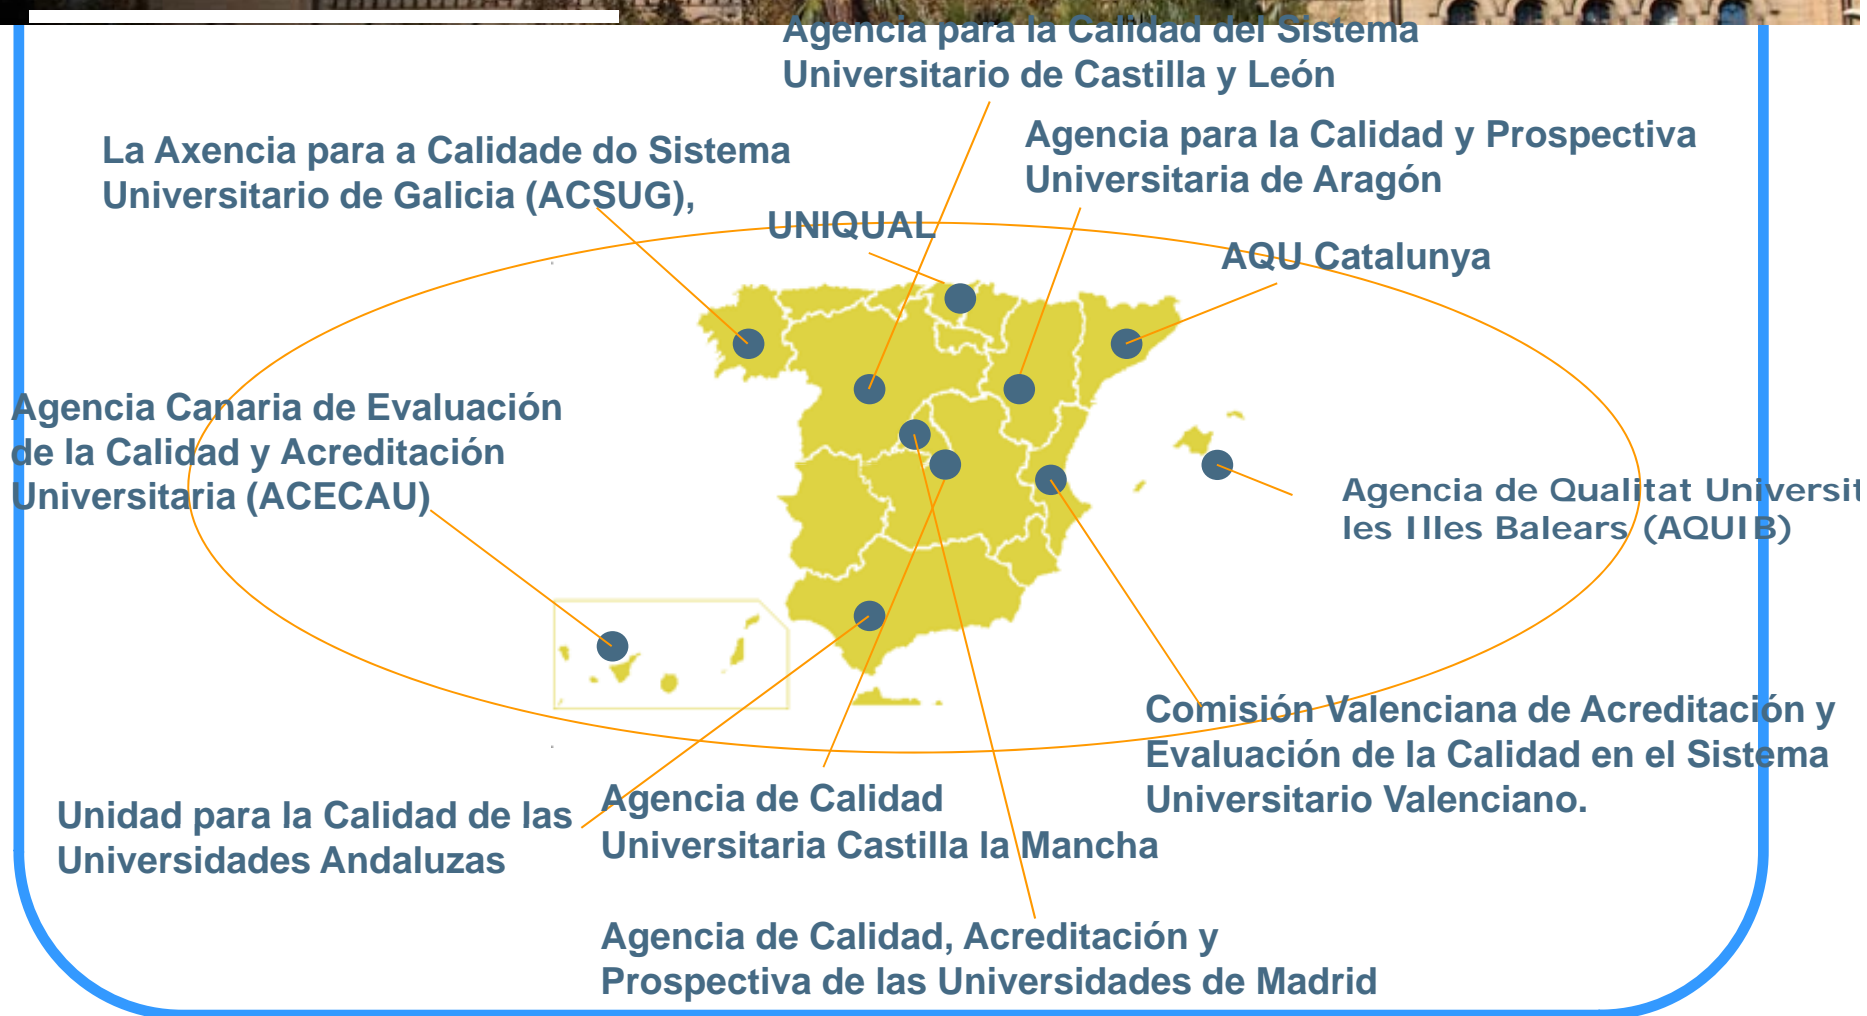 Agencia para la Calidad del Sistema
Universitario de Castilla y León
La Axencia para a Calidade do Sistema
Universitario de Galicia (ACSUG),
Agencia para la Calidad y Prospectiva
Universitaria de Aragón
UNIQUAL
AQU Catalunya
Agencia Canaria de Evaluación
de la Calidad y Acreditación
Universitaria (ACECAU)
Agencia de Qualitat Universit
les Illes Balears (AQUIB)
Comisión Valenciana de Acreditación y
Evaluación de la Calidad en el Sistema
Universitario Valenciano.
Unidad para la Calidad de las
Universidades Andaluzas
Agencia de Calidad
Universitaria Castilla la Mancha
Agencia de Calidad, Acreditación y
Prospectiva de las Universidades de Madrid